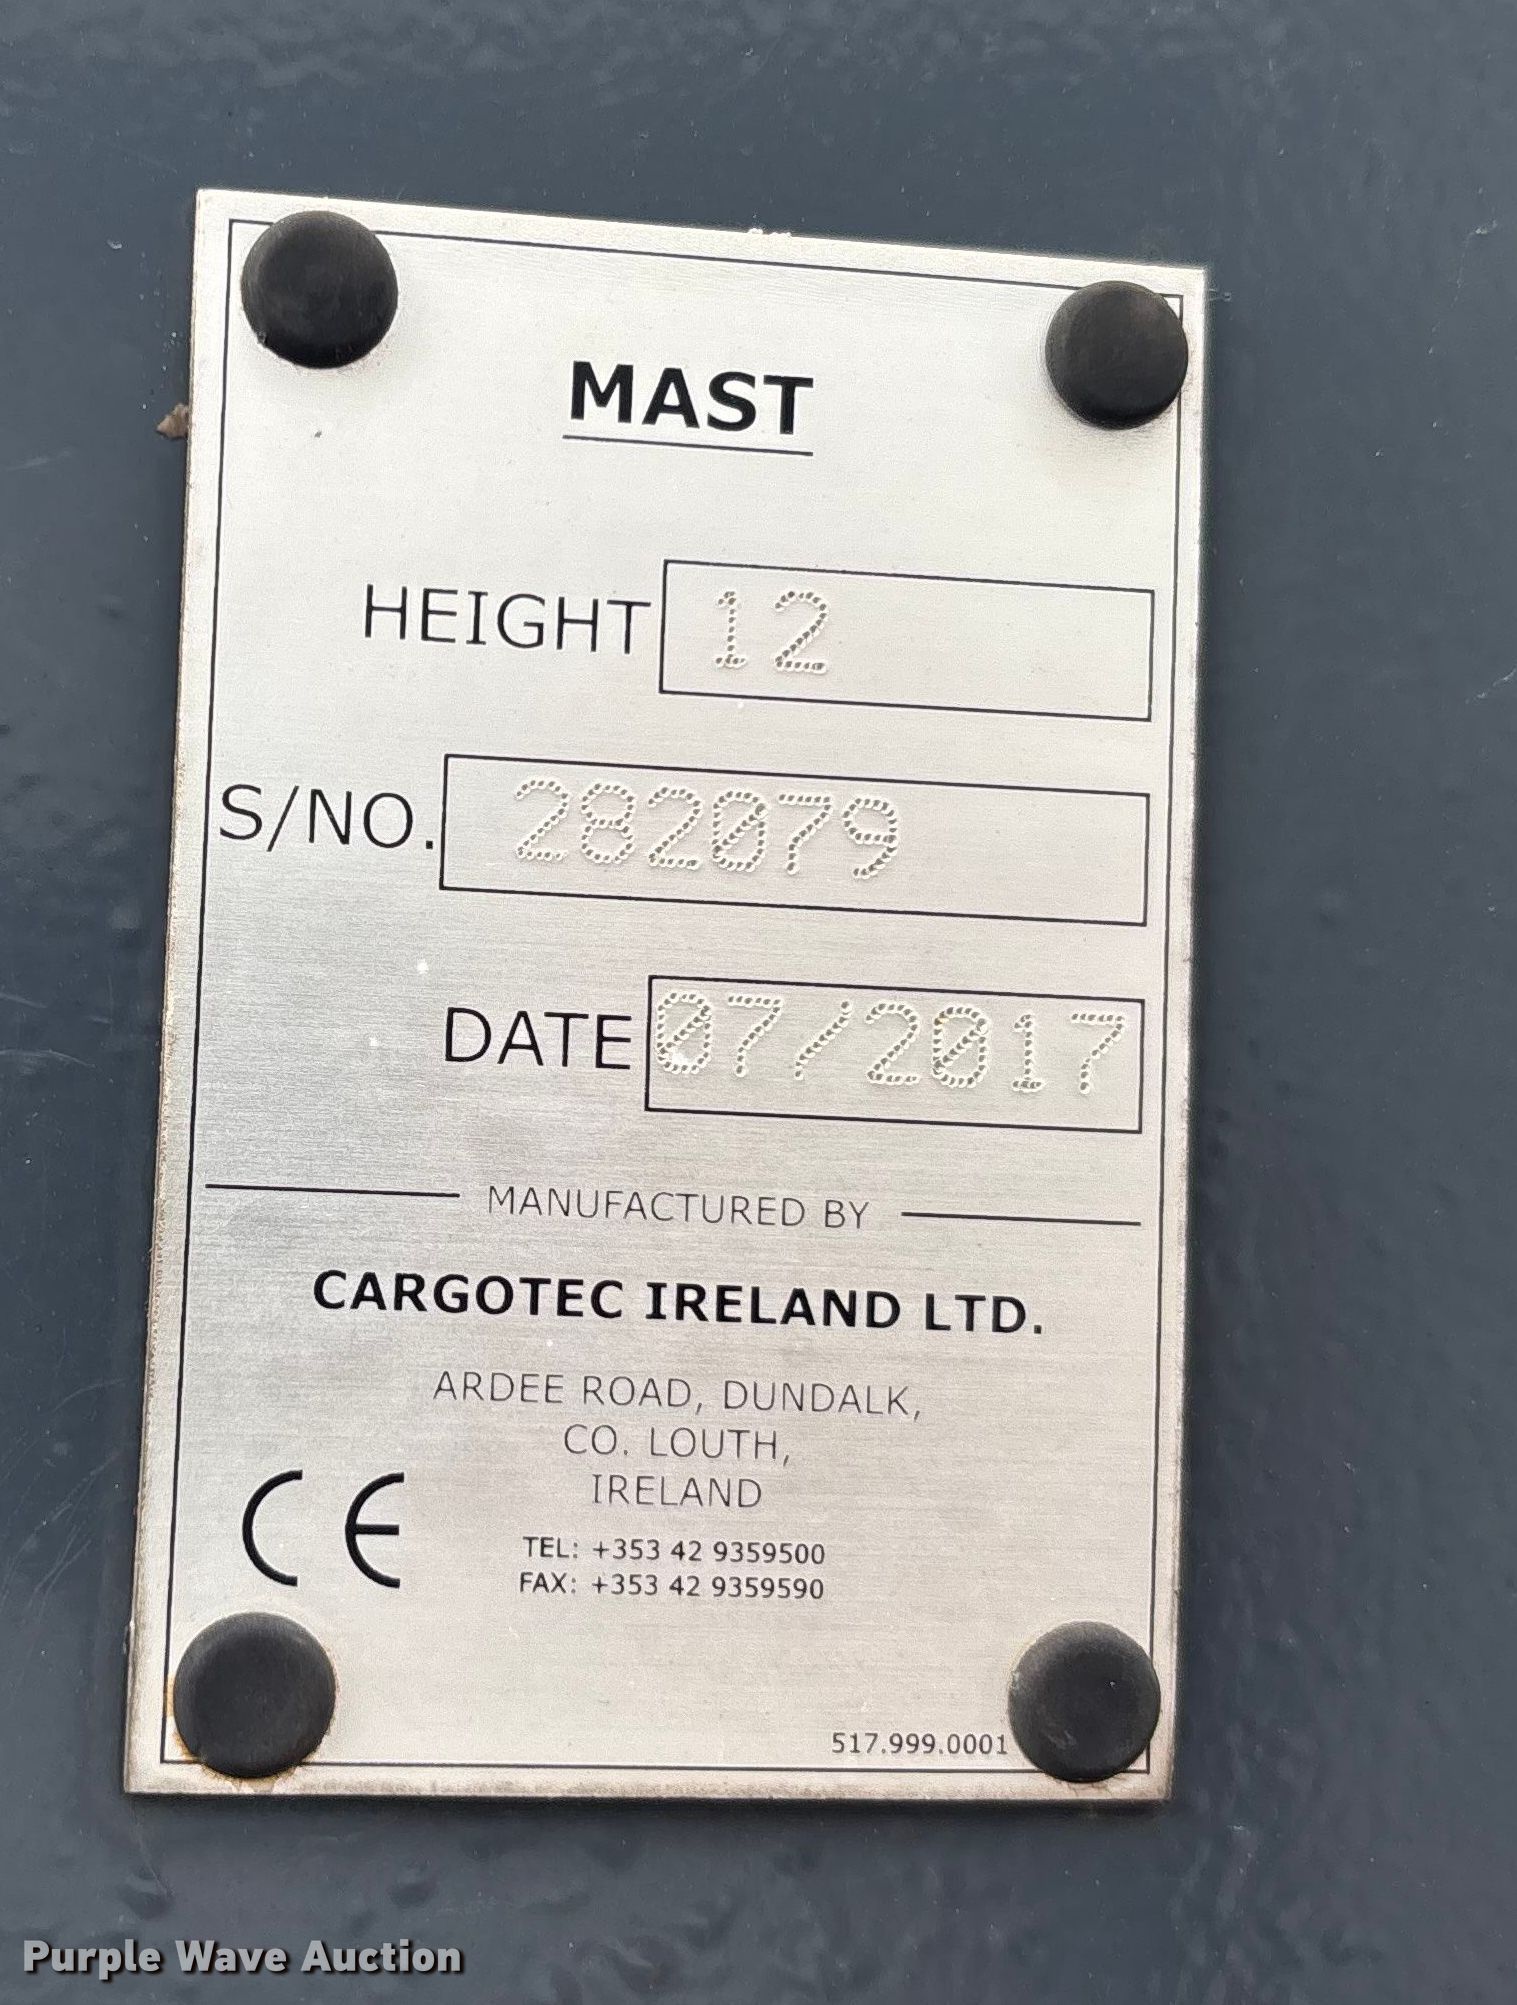 MAST
HEIGHT 12
S/NO. 282079
DATE 07/2017
MANUFACTURED BY
CARGOTEC IRELAND LTD.
ARDEE ROAD, DUNDALK,
CO. LOUTH,
IRELAND
CE
TEL: +353 42 9359500
FAX: +353 42 9359590
517.999.0001
Purple Wave Auction